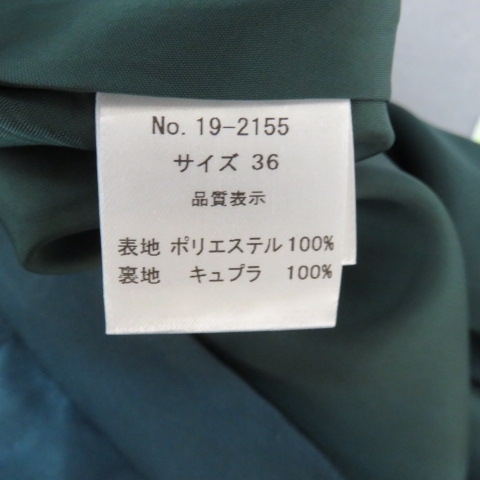 No. 19-2155
サイズ 36
品質表示
表地 ポリエステル 100%
裏地 キュプラ 100%